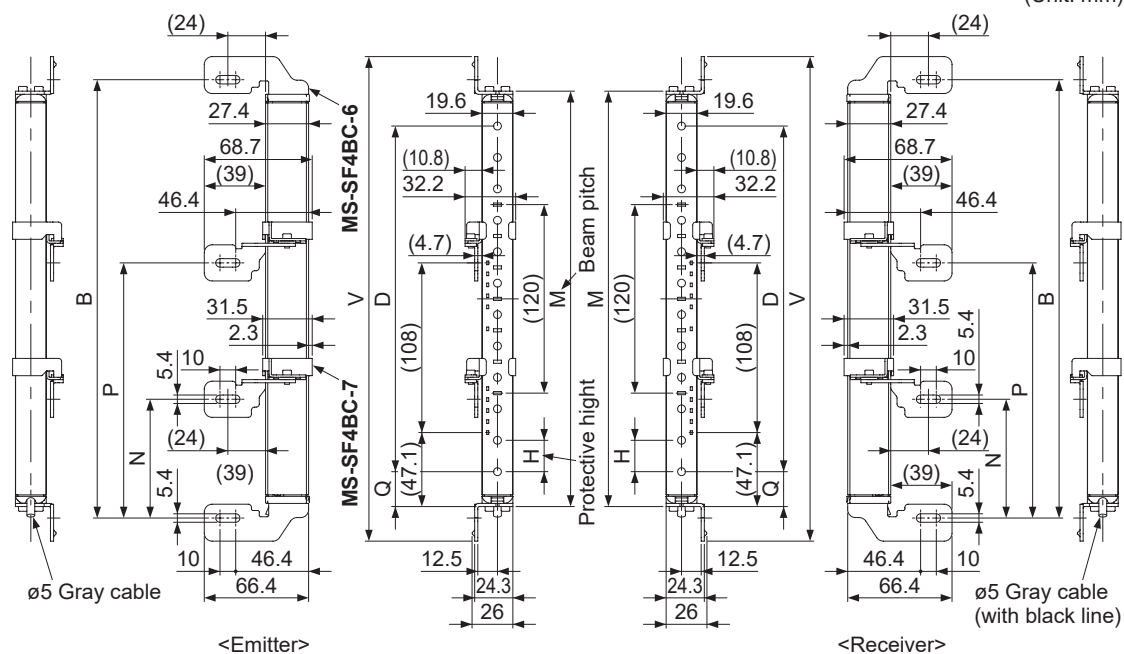 (Unit: mm)
(24)
27.4
68.7
(39)
46.4
MS-SF4BC-6
B
P
N
31.5
2.3
10
5.4
MS-SF4BC-7
(24)
(39)
5.4
10
46.4
66.4
ø5 Gray cable
<Emitter>
19.6
(10.8)
32.2
(4.7)
V
D
(120)
M
Beam pitch
(108)
H
Protective hight
(47.1)
Q
12.5
24.3
26
19.6
(10.8)
32.2
(4.7)
M
(120)
D
V
(108)
H
(47.1)
Q
12.5
24.3
26
(24)
27.4
68.7
(39)
46.4
31.5
2.3
10
5.4
B
P
N
(24)
(39)
5.4
46.4
10
66.4
ø5 Gray cable
(with black line)
<Receiver>